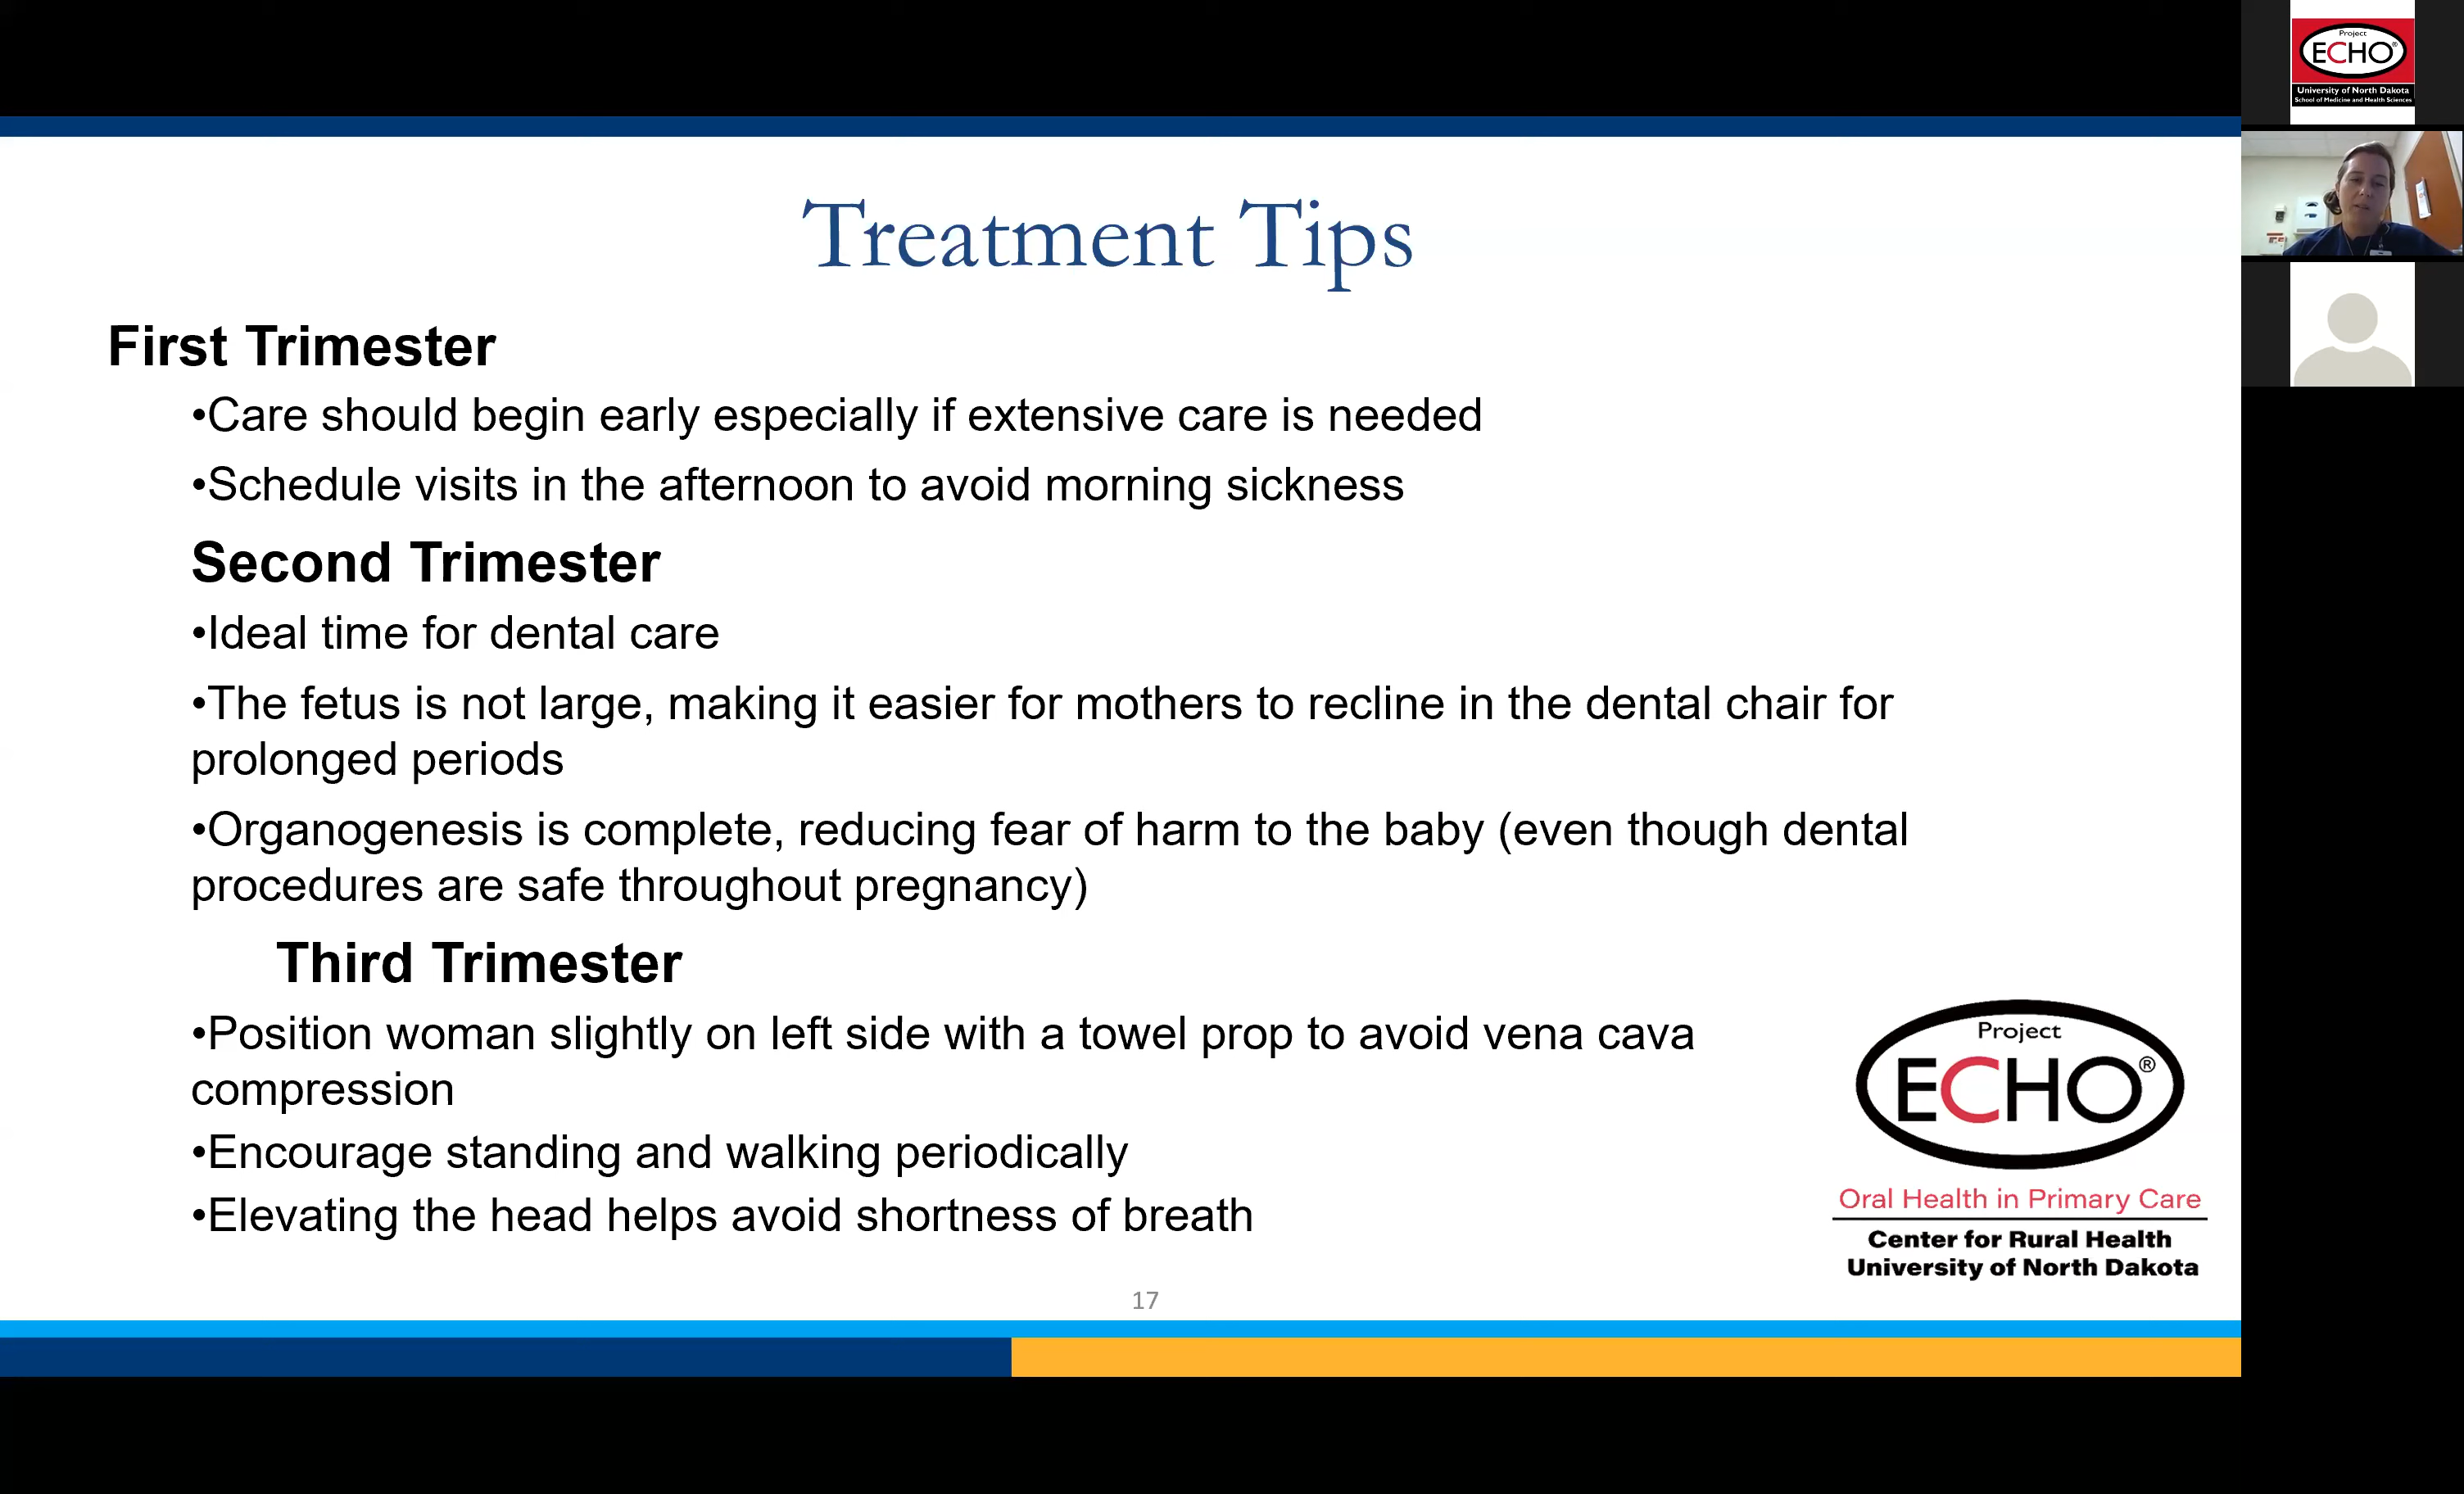 Treatment Tips
First Trimester
•Care should begin early especially if extensive care is needed
•Schedule visits in the afternoon to avoid morning sickness
Second Trimester
•Ideal time for dental care
•The fetus is not large, making it easier for mothers to recline in the dental chair for
prolonged periods
•Organogenesis is complete, reducing fear of harm to the baby (even though dental
procedures are safe throughout pregnancy)
Third Trimester
•Position woman slightly on left side with a towel prop to avoid vena cava
compression
•Encourage standing and walking periodically
•Elevating the head helps avoid shortness of breath
Project
ECHO®
Oral Health in Primary Care
Center for Rural Health
University of North Dakota
17
Project
ECHO®
University of North Dakota
School of Medicine and Health Sciences